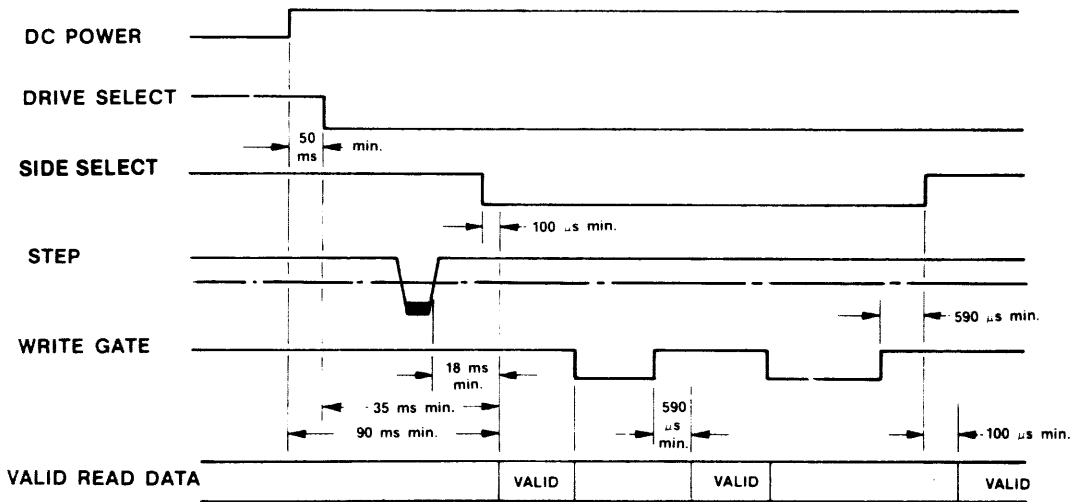 DC POWER
DRIVE SELECT
50
ms
min.
SIDE SELECT
100 μs min.
STEP
590 μs min.
WRITE GATE
18 ms
min.
35 ms min.
590
μs
min.
90 ms min.
100 μs min.
VALID READ DATA
VALID
VALID
VALID